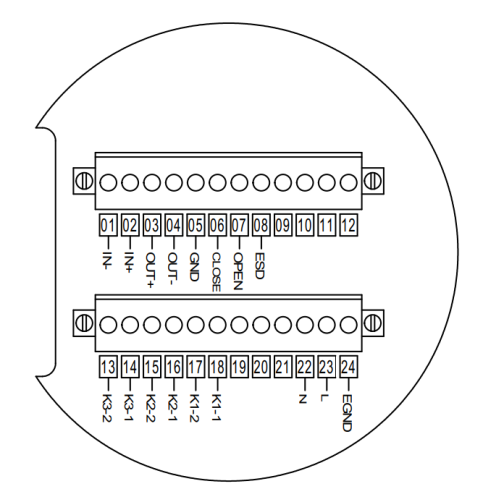 01 02 03 04 05 06 07 08 09 10 11 12
IN- IN+ OUT+ OUT- GND CLOSE OPEN ESD
13 14 15 16 17 18 19 20 21 22 23 24
K3-2 K3-1 K2-2 K2-1 K1-2 K1-1 N L EGND